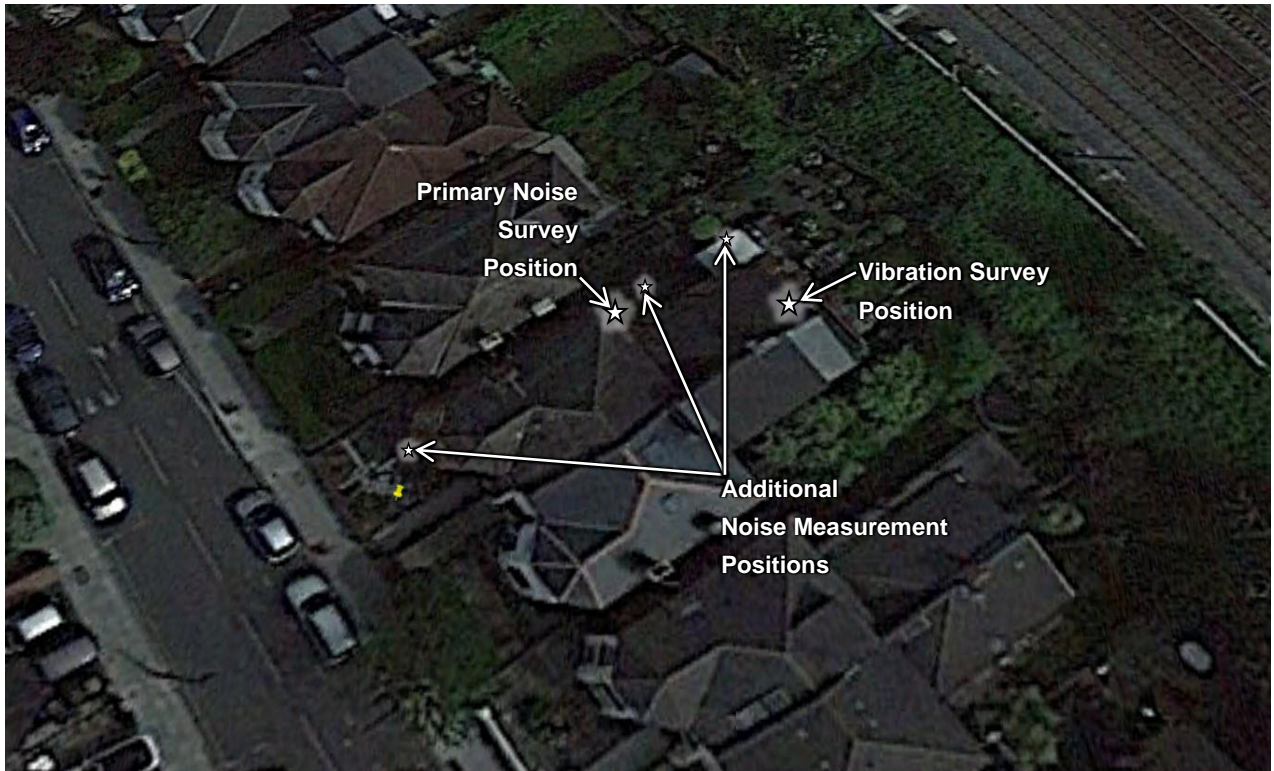 Primary Noise
Survey
Position
Vibration Survey
Position
Additional
Noise Measurement
Positions